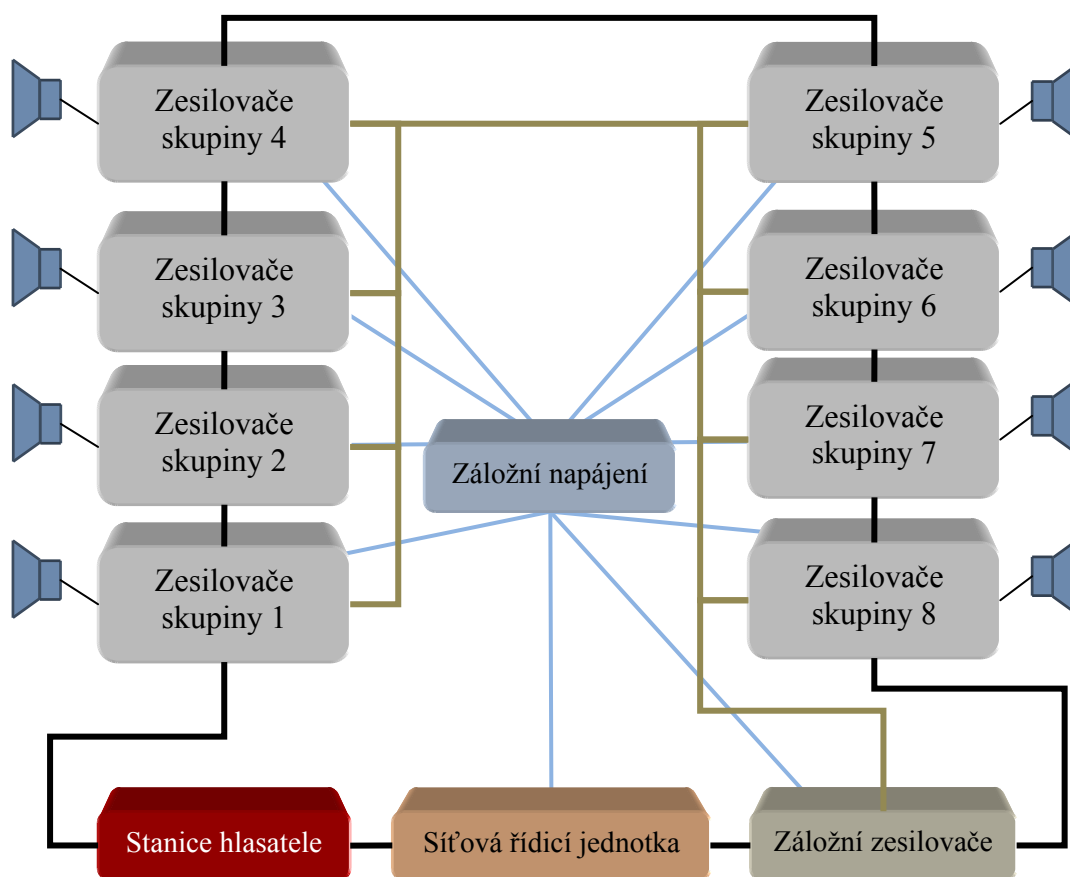 Zesilovače
skupiny 4
Zesilovače
skupiny 5
Zesilovače
skupiny 3
Zesilovače
skupiny 6
Zesilovače
skupiny 2
Zesilovače
skupiny 7
Záložní napájení
Zesilovače
skupiny 1
Zesilovače
skupiny 8
Stanice hlasatele
Síťová řídicí jednotka
Záložní zesilovače